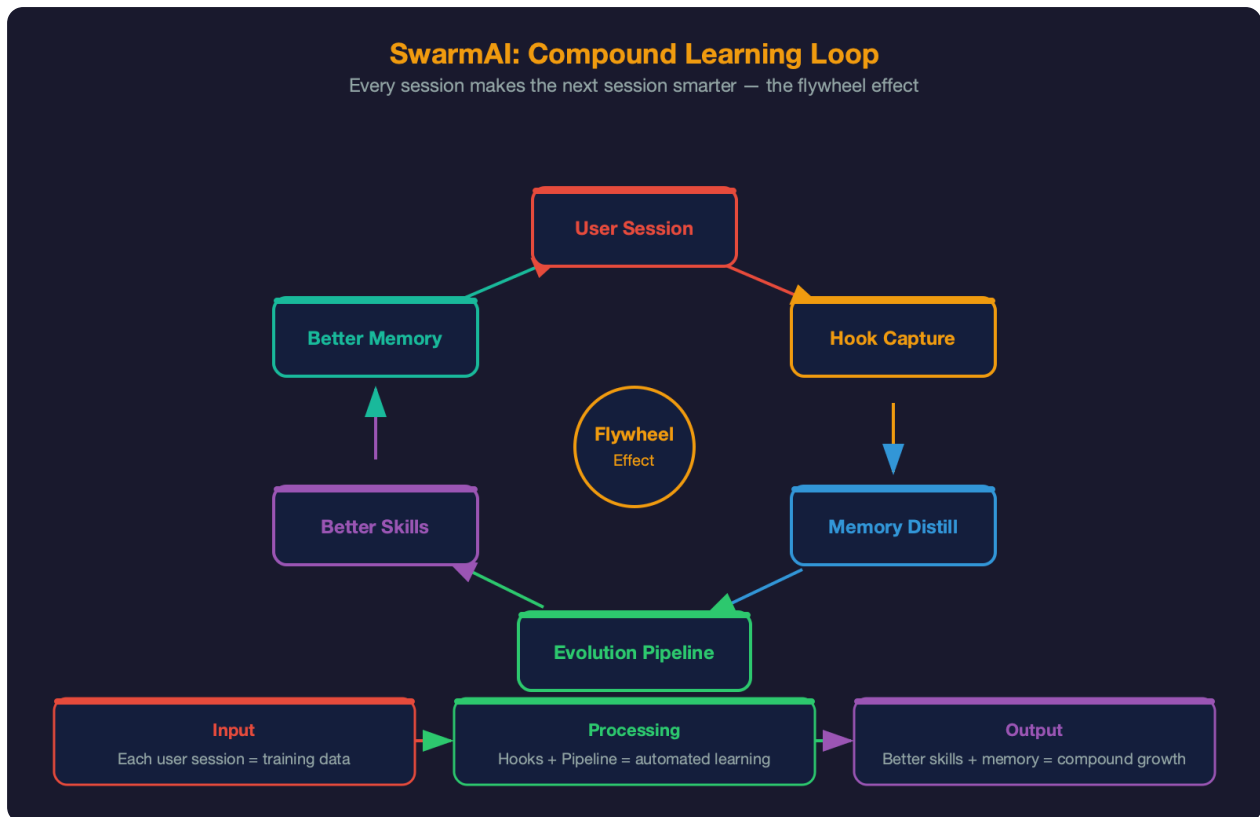 SwarmAI: Compound Learning Loop
Every session makes the next session smarter — the flywheel effect
User Session
Better Memory
Hook Capture
Flywheel
Effect
Better Skills
Memory Distill
Evolution Pipeline
Input
Each user session = training data
Processing
Hooks + Pipeline = automated learning
Output
Better skills + memory = compound growth